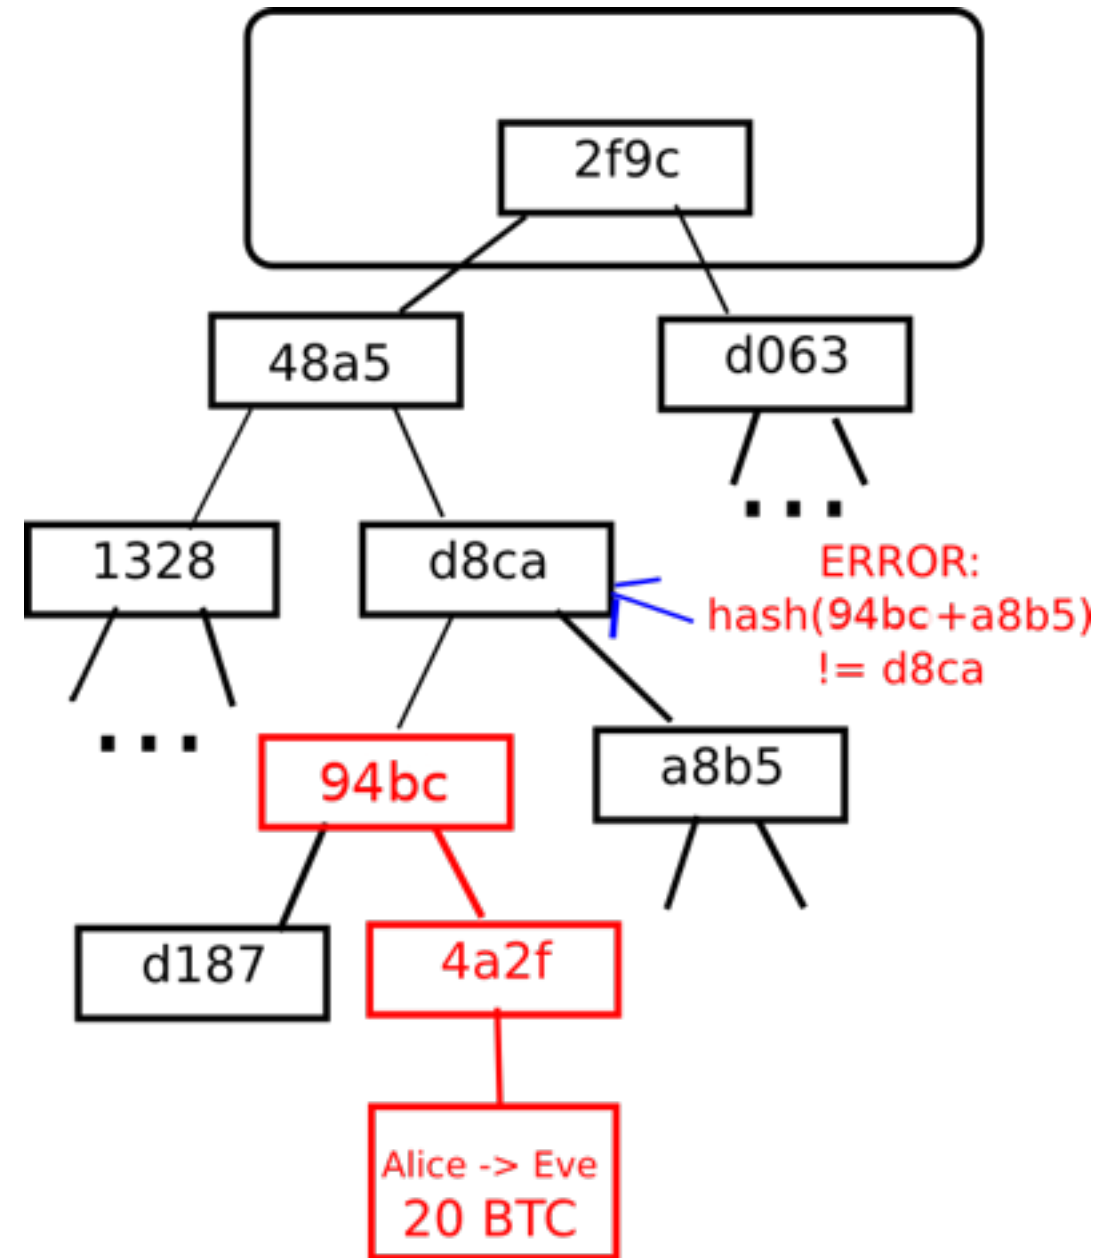 2f9c
48a5
d063
1328
d8ca
ERROR:
hash(94bc+a8b5)
!= d8ca
. . .
. . .
94bc
a8b5
d187
4a2f
Alice -> Eve
20 BTC